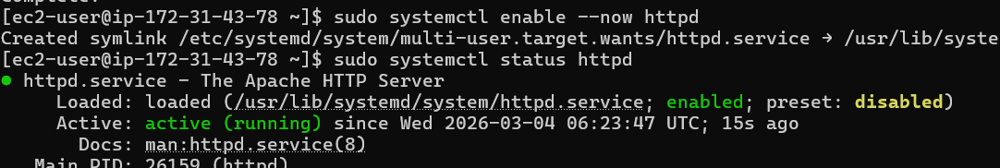 Complete!
[ec2-user@ip-172-31-43-78 ~]$ sudo systemctl enable --now httpd
Created symlink /etc/systemd/system/multi-user.target.wants/httpd.service → /usr/lib/syste
[ec2-user@ip-172-31-43-78 ~]$ sudo systemctl status httpd
● httpd.service - The Apache HTTP Server
Loaded: loaded (/usr/lib/systemd/system/httpd.service; enabled; preset: disabled)
Active: active (running) since Wed 2026-03-04 06:23:47 UTC; 15s ago
Docs: man:httpd.service(8)
Main PID: 26159 (httpd)